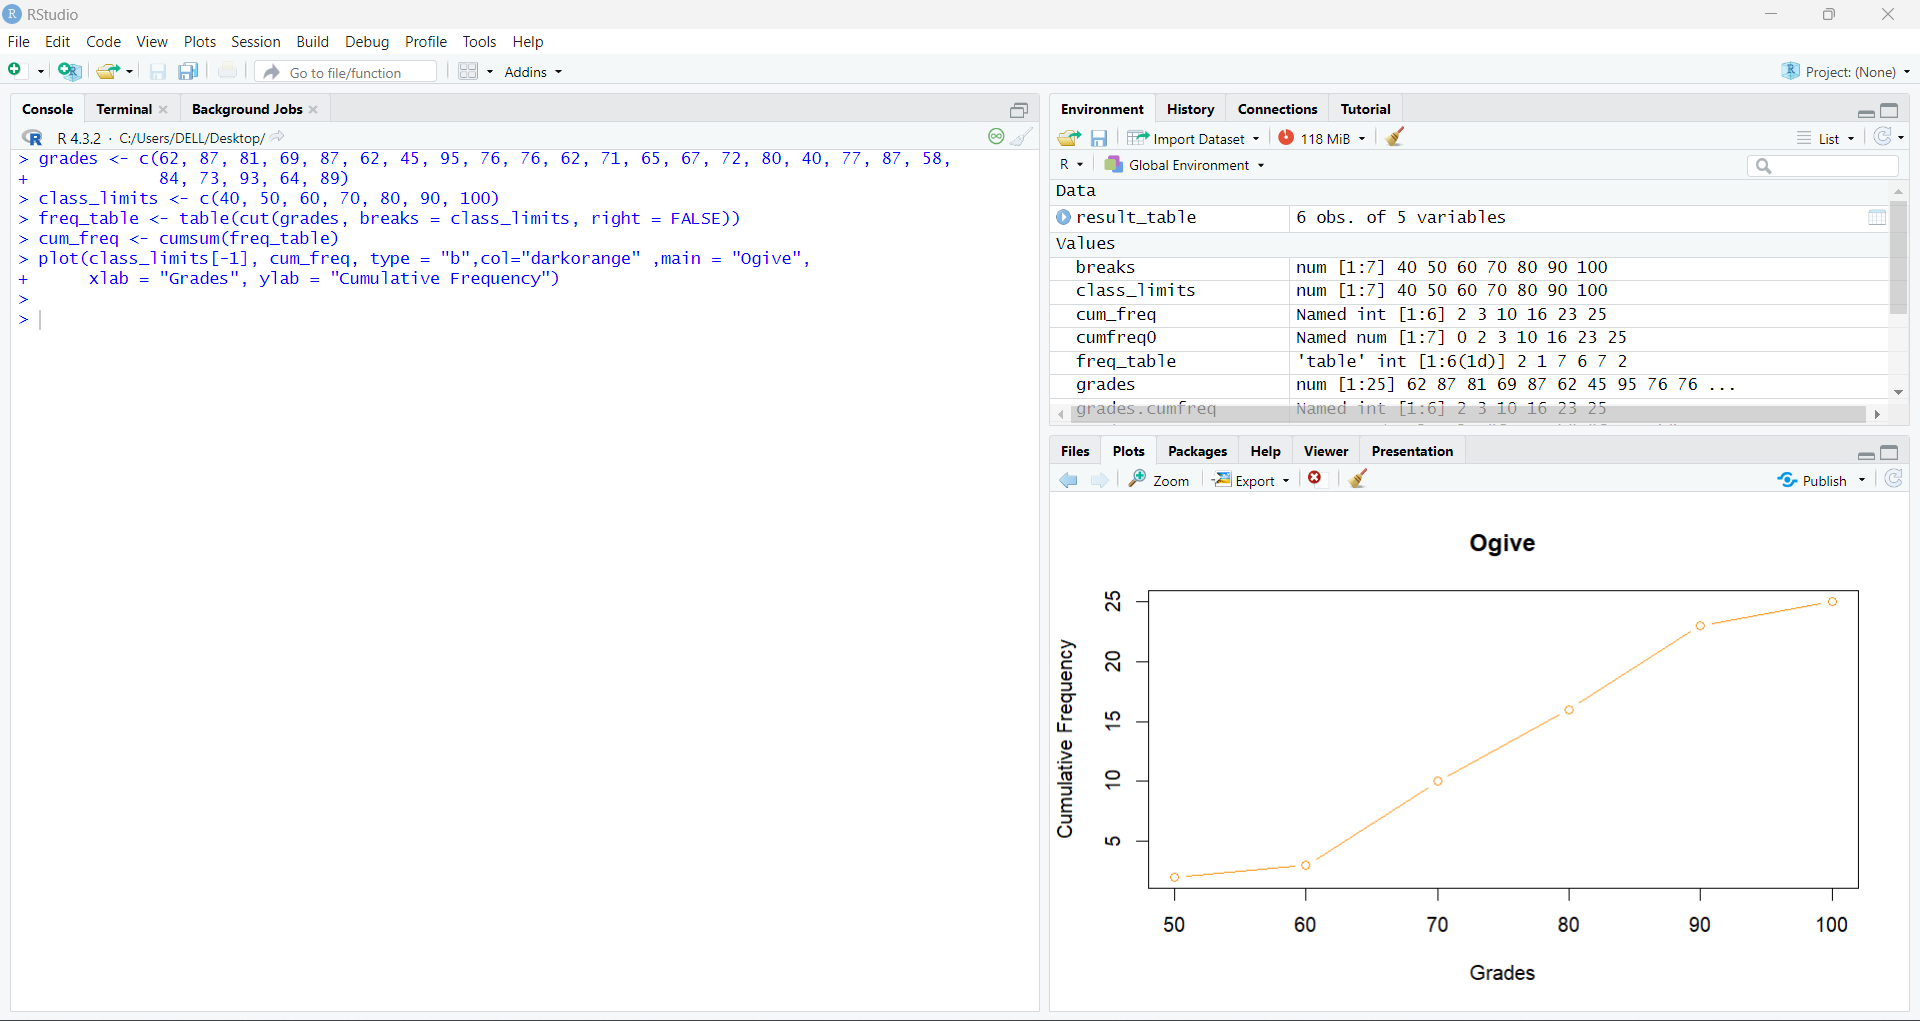 RStudio
File Edit Code View Plots Session Build Debug Profile Tools Help
Go to file/function Addins Project: (None)
Console Terminal Background Jobs
R 4.3.2 · C:/Users/DELL/Desktop/
> grades <- c(62, 87, 81, 69, 87, 62, 45, 95, 76, 76, 62, 71, 65, 67, 72, 80, 40, 77, 87, 58,
+ 84, 73, 93, 64, 89)
> class_limits <- c(40, 50, 60, 70, 80, 90, 100)
> freq_table <- table(cut(grades, breaks = class_limits, right = FALSE))
> cum_freq <- cumsum(freq_table)
> plot(class_limits[-1], cum_freq, type = "b",col="darkorange" ,main = "Ogive",
+ xlab = "Grades", ylab = "Cumulative Frequency")
>
>
Environment History Connections Tutorial
Import Dataset 118 MiB List
R Global Environment
Data
result_table 6 obs. of 5 variables
Values
breaks num [1:7] 40 50 60 70 80 90 100
class_limits num [1:7] 40 50 60 70 80 90 100
cum_freq Named int [1:6] 2 3 10 16 23 25
cumfreq0 Named num [1:7] 0 2 3 10 16 23 25
freq_table 'table' int [1:6(1d)] 2 1 7 6 7 2
grades num [1:25] 62 87 81 69 87 62 45 95 76 76 ...
grades.cumfreq Named int [1:6] 2 3 10 16 23 25
Files Plots Packages Help Viewer Presentation
Zoom Export Publish
Ogive
Cumulative Frequency
25
20
15
10
5
50 60 70 80 90 100
Grades